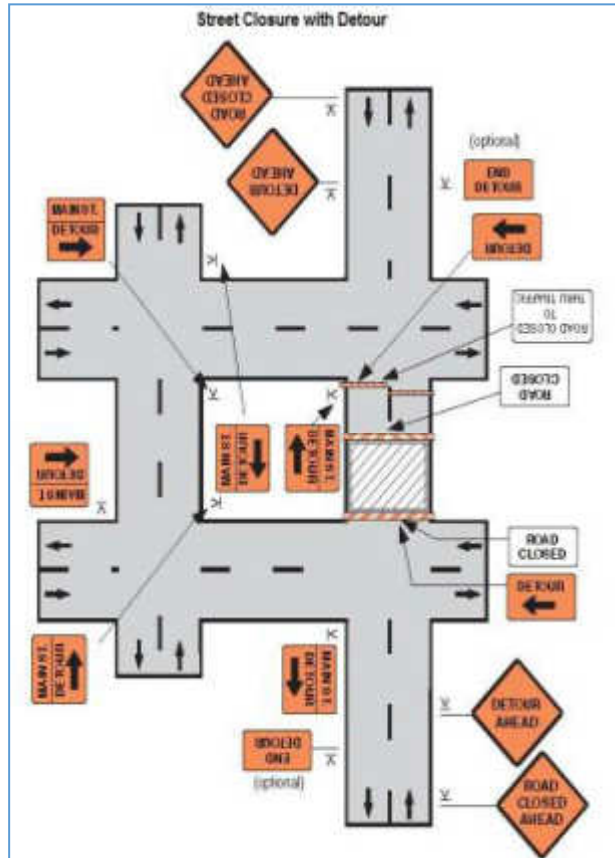 Street Closure with Detour
ROAD
CLOSED
AHEAD
DETOUR
AHEAD
(optional)
END
DETOUR
MAIN ST.
DETOUR
DETOUR
ROAD CLOSED
TO
THRU TRAFFIC
ROAD
CLOSED
MAIN ST.
DETOUR
MAIN ST.
DETOUR
MAIN ST.
DETOUR
ROAD
CLOSED
DETOUR
MAIN ST.
DETOUR
MAIN ST.
DETOUR
DETOUR
AHEAD
END
DETOUR
(optional)
ROAD
CLOSED
AHEAD